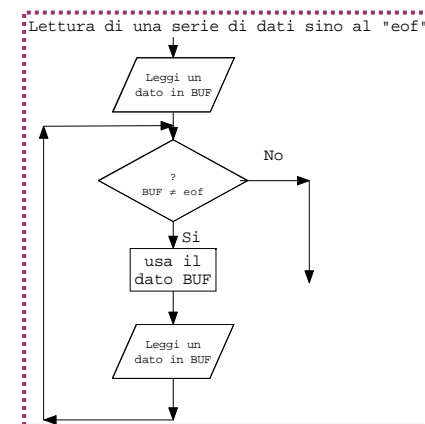 Lettura di una serie di dati sino al "eof"
Leggi un
dato in BUF
?
BUF ≠ eof
No
Si
usa il
dato BUF
Leggi un
dato in BUF